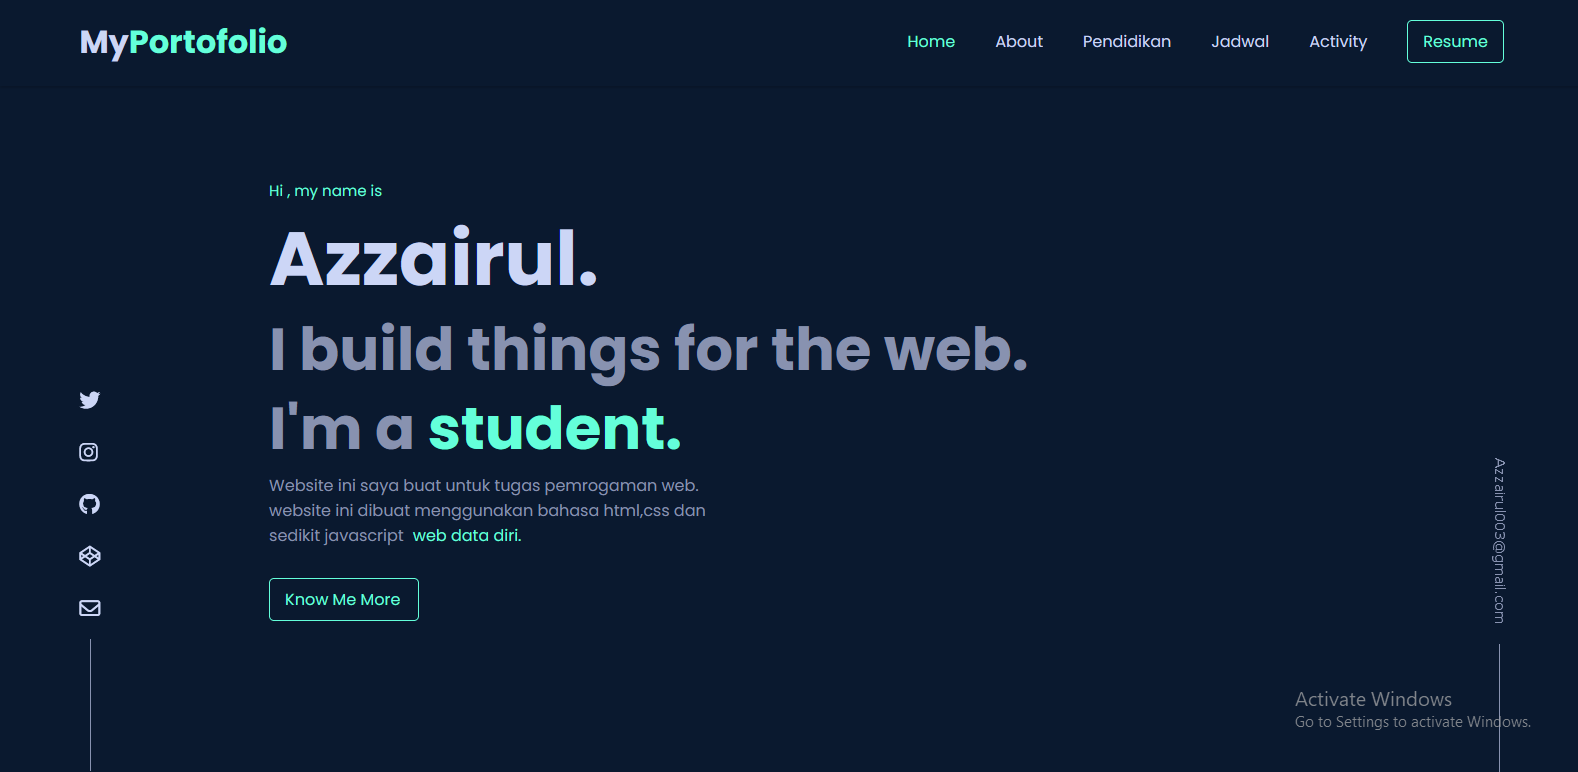 MyPortofolio
Home About Pendidikan Jadwal Activity Resume
Hi , my name is
Azzairul.
I build things for the web.
I'm a student.
Website ini saya buat untuk tugas pemrogaman web.
website ini dibuat menggunakan bahasa html,css dan
sedikit javascript web data diri.
Know Me More
Azzairul003@gmail.com
Activate Windows
Go to Settings to activate Windows.